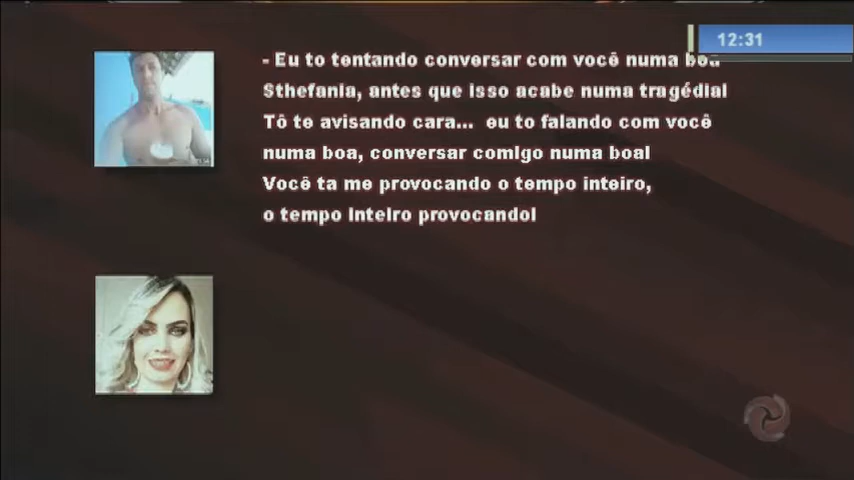 12:31
- Eu to tentando conversar com você numa boa
Sthefania, antes que isso acabe numa tragédia!
Tô te avisando cara... eu to falando com você
numa boa, conversar comigo numa boa!
Você ta me provocando o tempo inteiro,
o tempo inteiro provocando!